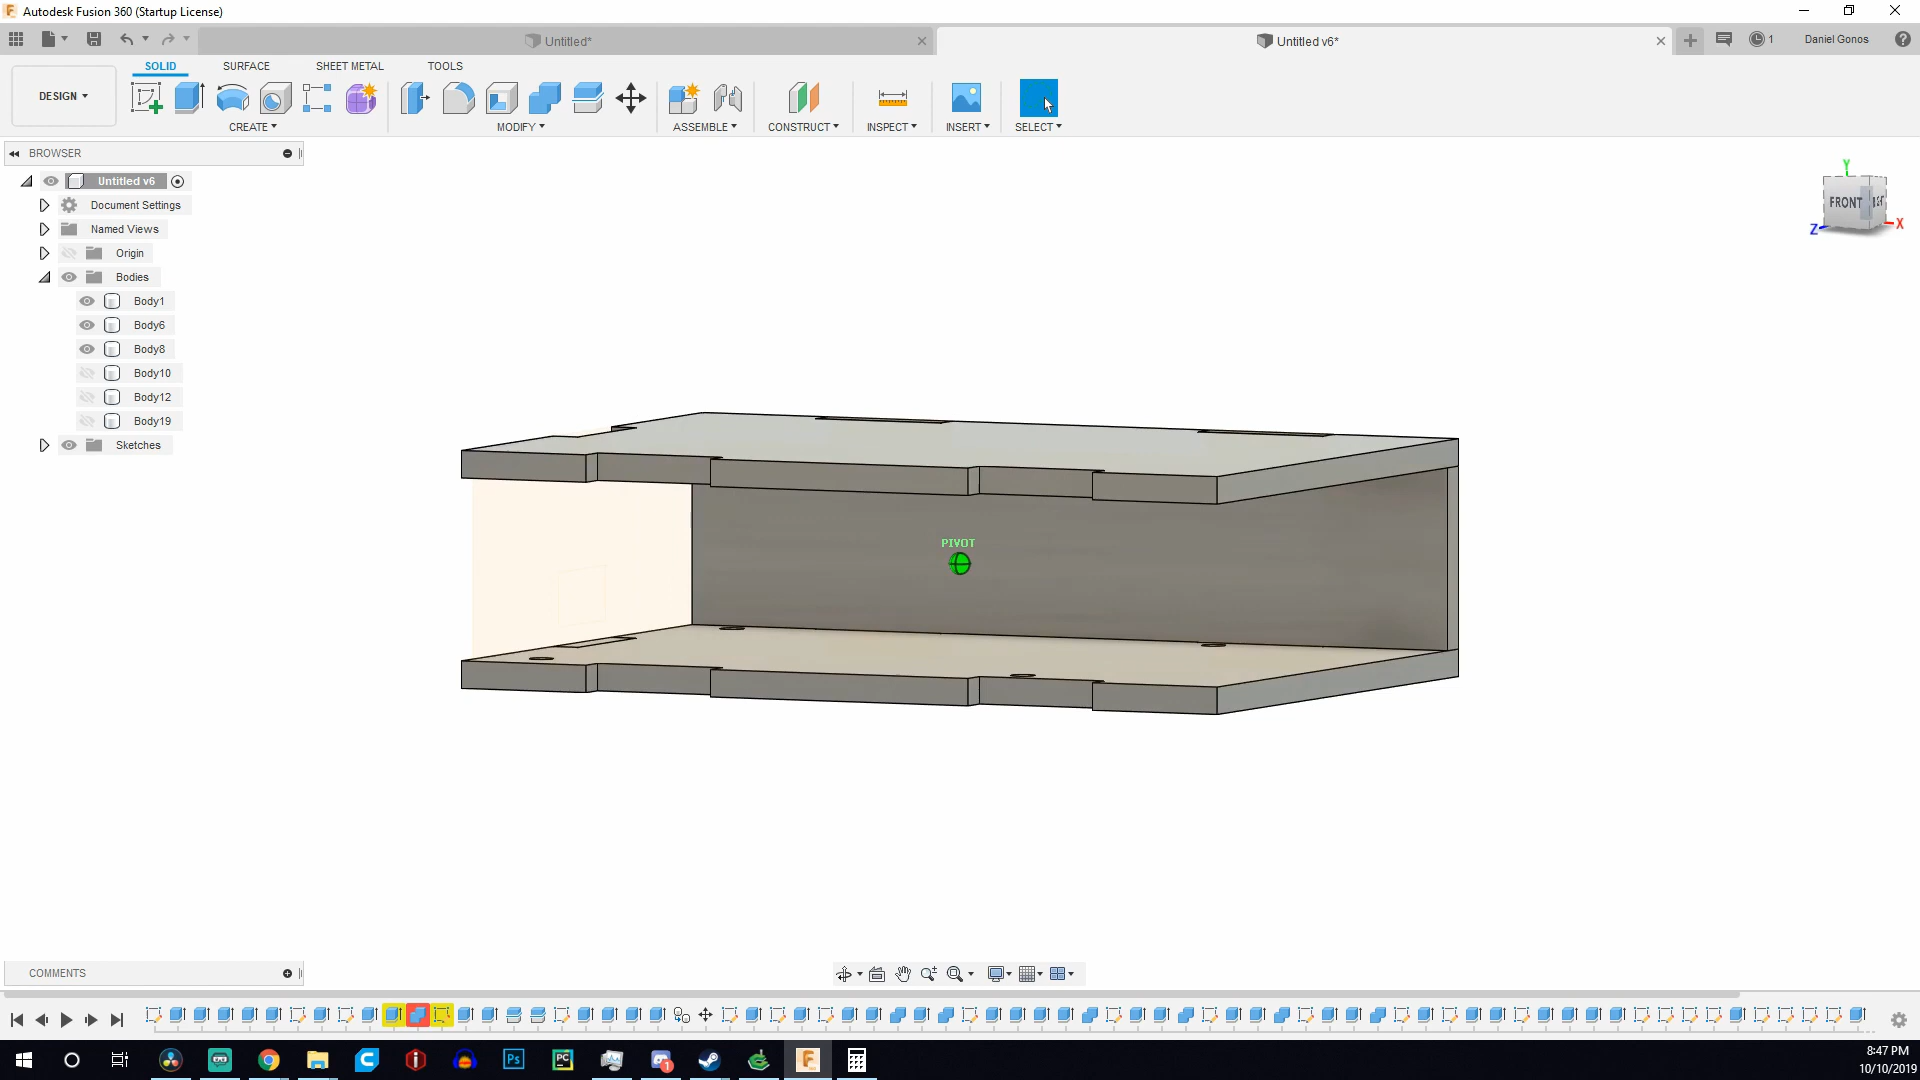 Autodesk Fusion 360 (Startup License)
Untitled*
Untitled v6*
1
Daniel Gonos
SOLID
SURFACE
SHEET METAL
TOOLS
DESIGN
CREATE
MODIFY
ASSEMBLE
CONSTRUCT
INSPECT
INSERT
SELECT
BROWSER
Untitled v6
Document Settings
Named Views
Origin
Bodies
Body1
Body6
Body8
Body10
Body12
Body19
Sketches
Y
FRONT
X
Z
PIVOT
COMMENTS
8:47 PM
10/10/2019